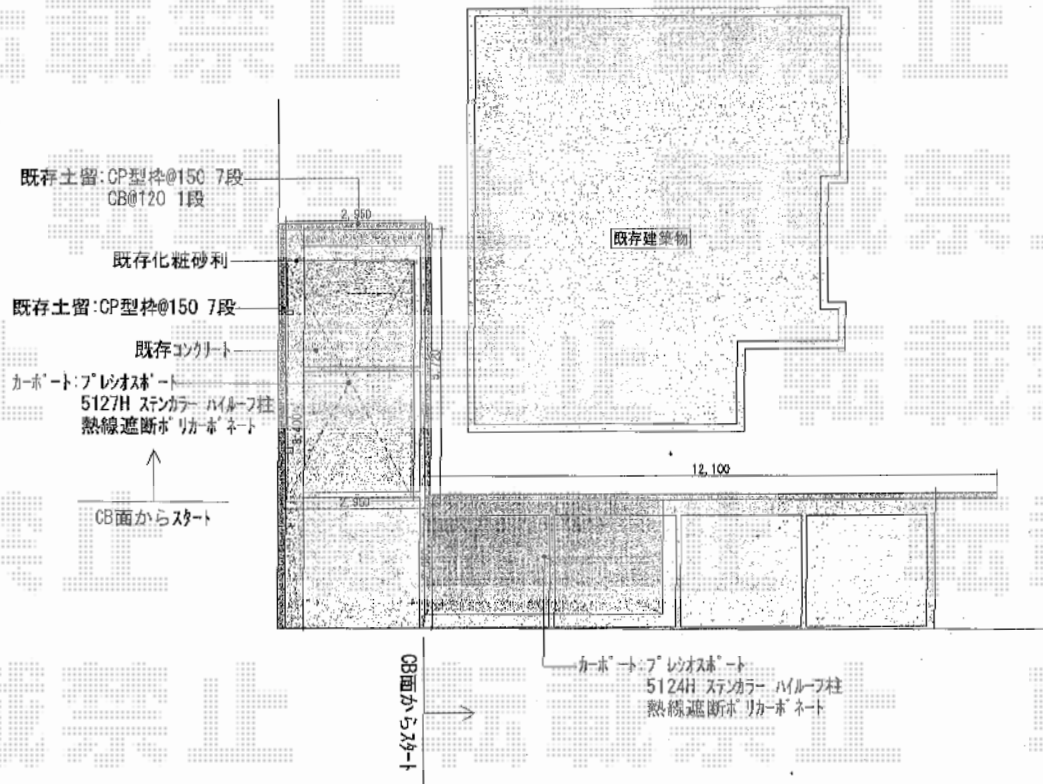 既存土留:CP型枠@150 7段
CB@120 1段
2,950
既存化粧砂利
既存建築物
既存土留:CP型枠@150 7段
既存コンクリート
カーポート:プレシオスポート
5127H ステンカラー ハイルーフ柱
熱線遮断ポリカーボネート
12,100
CB面からスタート
カーポート:プレシオスポート
5124H ステンカラー ハイルーフ柱
熱線遮断ポリカーボネート
CB面からスタート
転載禁止